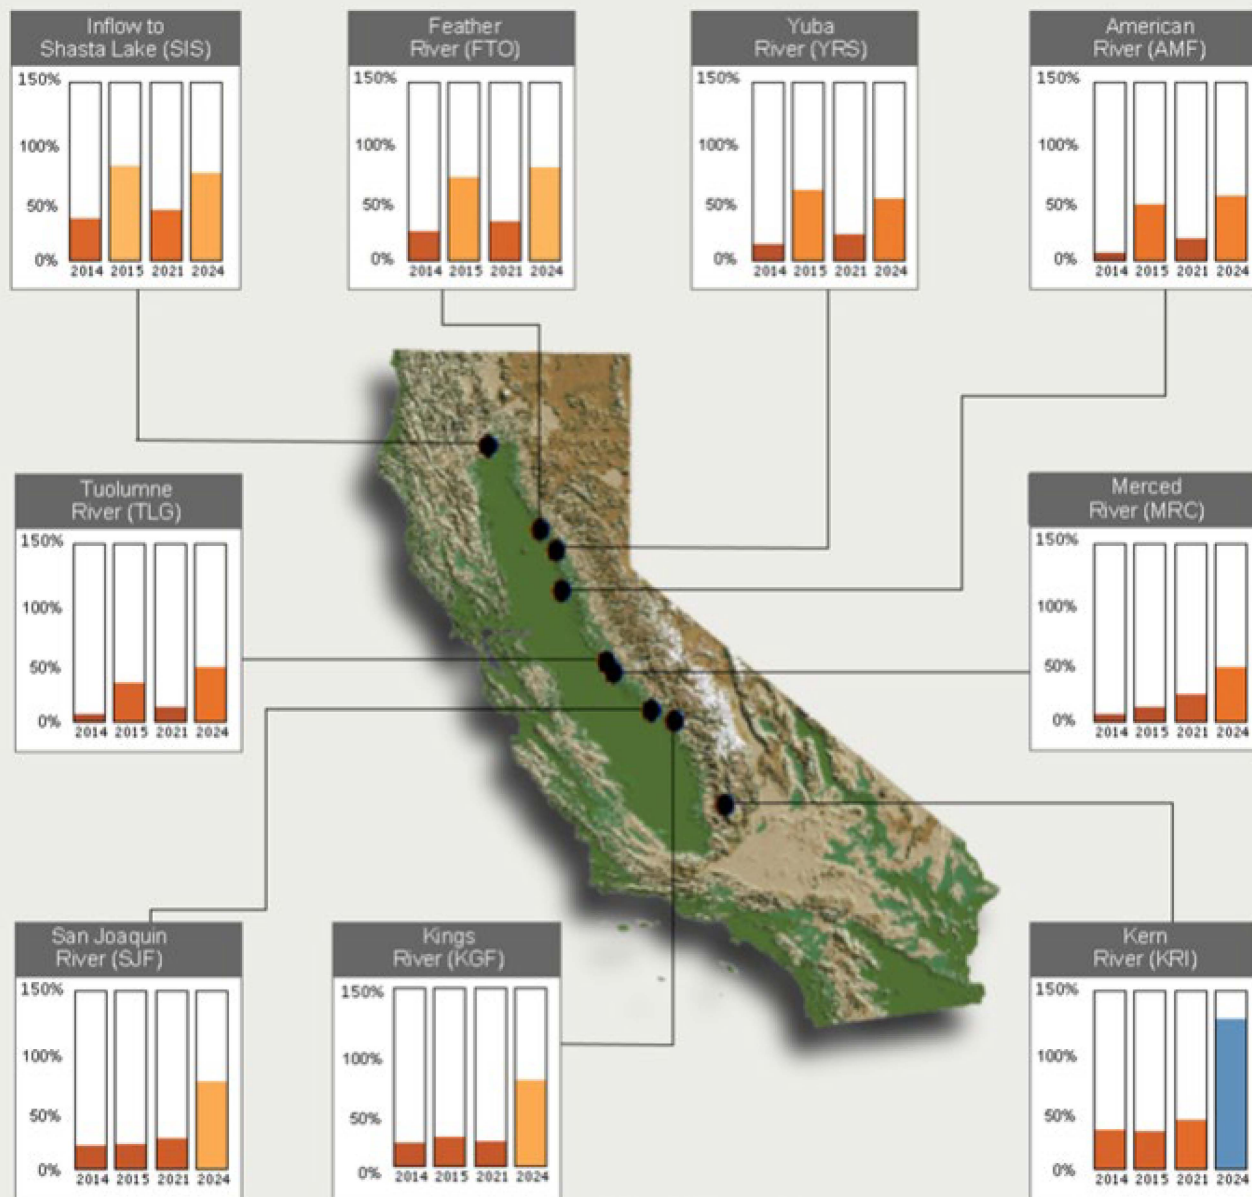 Inflow to
Shasta Lake (SIS)
150%
100%
50%
0%
2014 2015 2021 2024
Feather
River (FTO)
150%
100%
50%
0%
2014 2015 2021 2024
Yuba
River (YRS)
150%
100%
50%
0%
2014 2015 2021 2024
American
River (AMF)
150%
100%
50%
0%
2014 2015 2021 2024
Tuolumne
River (TLG)
150%
100%
50%
0%
2014 2015 2021 2024
Merced
River (MRC)
150%
100%
50%
0%
2014 2015 2021 2024
San Joaquin
River (SJF)
150%
100%
50%
0%
2014 2015 2021 2024
Kings
River (KGF)
150%
100%
50%
0%
2014 2015 2021 2024
Kern
River (KRI)
150%
100%
50%
0%
2014 2015 2021 2024